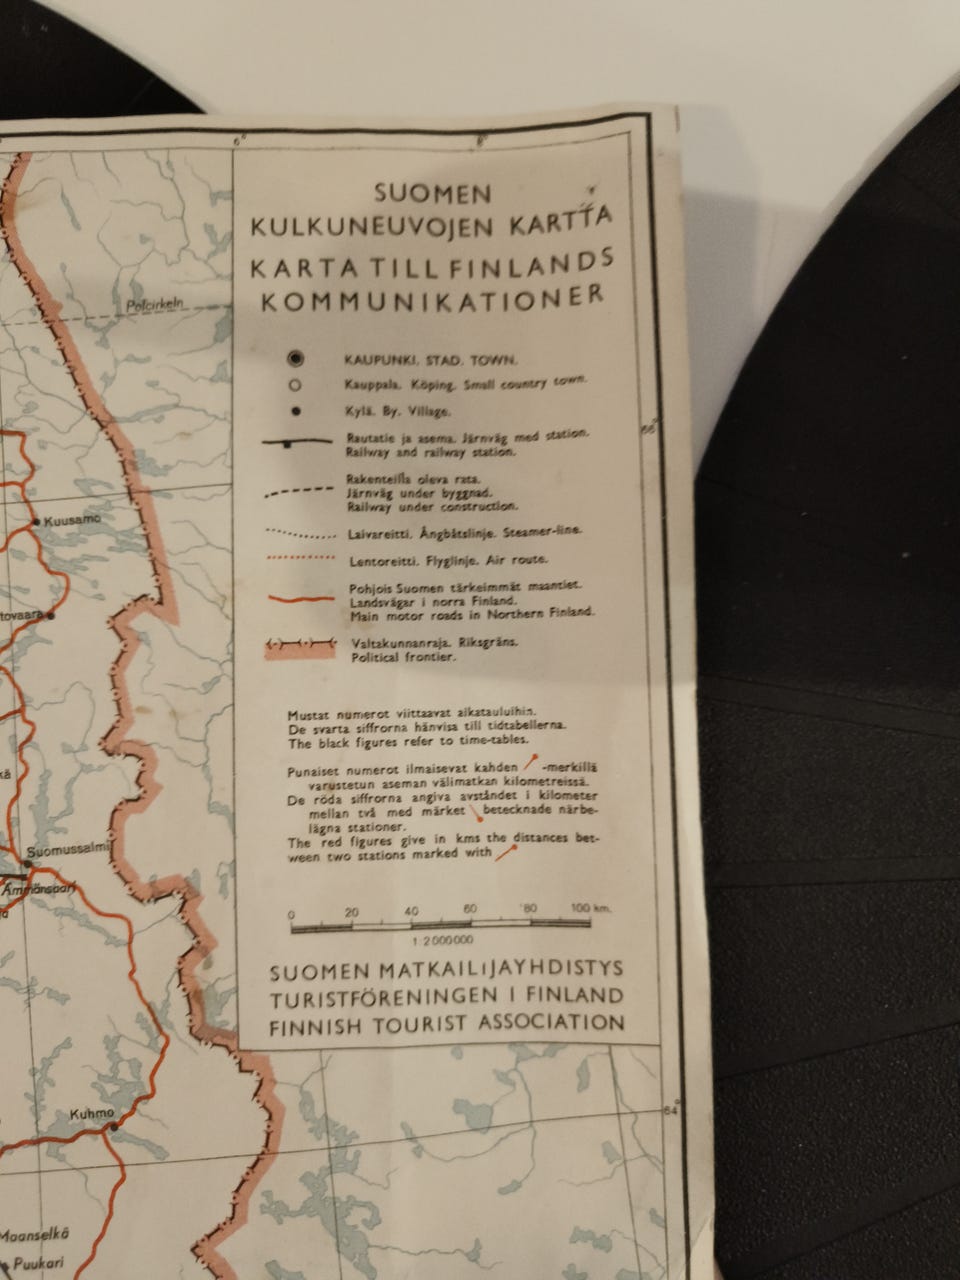 6°
8°
SUOMEN
KULKUNEUVOJEN KARTTA
KARTA TILL FINLANDS
KOMMUNIKATIONER
Polcirkeln
KAUPUNKI. STAD. TOWN.
Kauppala. Köping. Small country town.
Kylä. By. Village.
66°
Rautatie ja asema. Järnväg med station.
Railway and railway station.
Rakenteilla oleva rata.
Järnväg under byggnad.
Railway under construction.
Kuusamo
Laivareitti. Ångbåtslinje. Steamer-line.
Lentoreitti. Flyglinje. Air route.
Pohjois Suomen tärkeimmät maantiet.
Landsvägar i norra Finland.
Main motor roads in Northern Finland.
tovaara
Valtakunnanraja. Riksgräns.
Political frontier.
Mustat numerot viittaavat aikatauluihin.
De svarta siffrorna hänvisa till tidtabellerna.
The black figures refer to time-tables.
Punaiset numerot ilmaisevat kahden -merkillä
varustetun aseman välimatkan kilometreissä.
De röda siffrorna angiva avståndet i kilometer
mellan två med märket betecknade närbe-
lägna stationer.
The red figures give in kms the distances bet-
ween two stations marked with
kä
Suomussalmi
Ämmänsaari
0 20 40 60 80 100 km.
1:2000000
SUOMEN MATKAILIJAYHDISTYS
TURISTFÖRENINGEN I FINLAND
FINNISH TOURIST ASSOCIATION
64°
Kuhmo
Maanselkä
Puukari